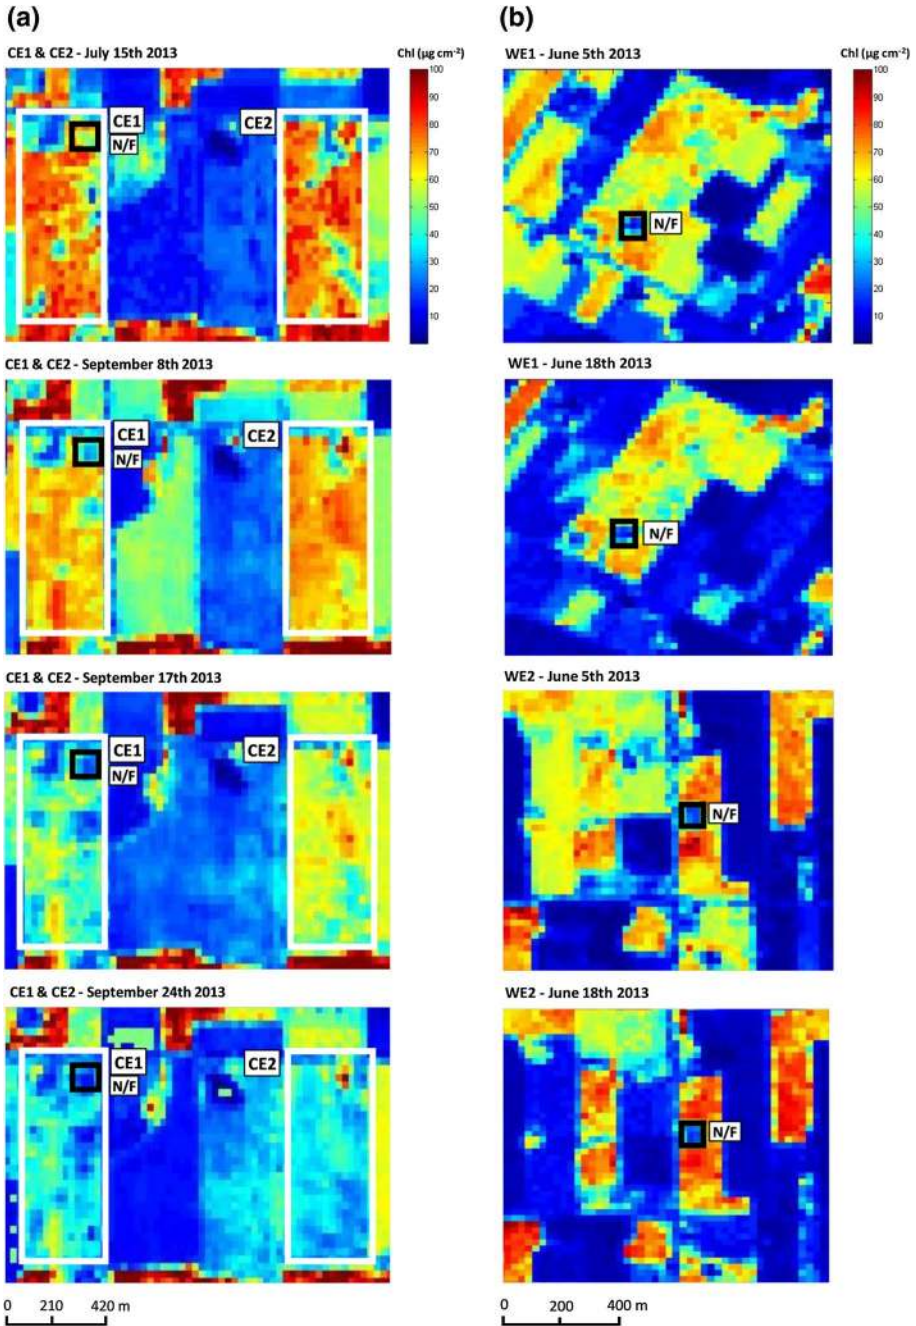 (a)
CE1 & CE2 - July 15th 2013
Chl (µg cm⁻²)
100
90
80
70
60
50
40
30
20
10
CE1
N/F
CE2
CE1 & CE2 - September 8th 2013
CE1
N/F
CE2
CE1 & CE2 - September 17th 2013
CE1
N/F
CE2
CE1 & CE2 - September 24th 2013
CE1
N/F
CE2
0 210 420 m
(b)
WE1 - June 5th 2013
Chl (µg cm⁻²)
100
90
80
70
60
50
40
30
20
10
N/F
WE1 - June 18th 2013
N/F
WE2 - June 5th 2013
N/F
WE2 - June 18th 2013
N/F
0 200 400 m